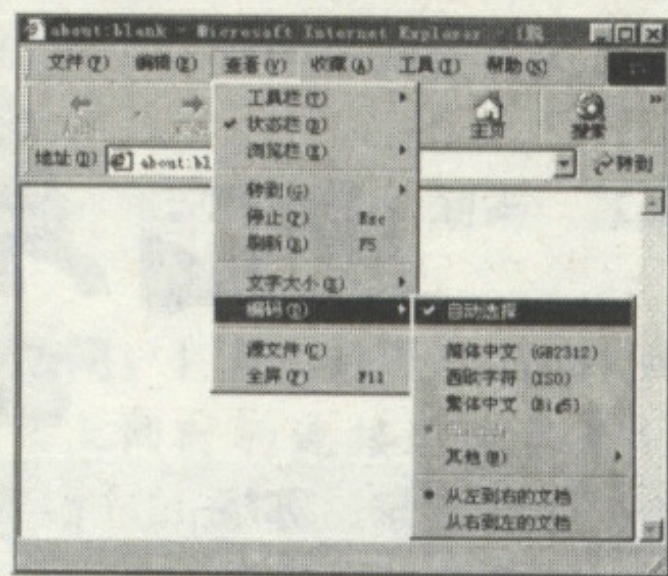 about:blank - Microsoft Internet Explorer
文件(F) 编辑(E) 查看(V) 收藏(A) 工具(T) 帮助(H)
工具栏(T)
状态栏(B)
浏览栏(E)
主页 搜索
地址(D) about:bl 转到
转到(G)
停止(P) Esc
刷新(R) F5
文字大小(X)
编码(D)
自动选择
简体中文 (GB2312)
西欧字符 (ISO)
繁体中文 (Big5)
其他(M)
源文件(C)
全屏(F) F11
从左到右的文档
从右到左的文档